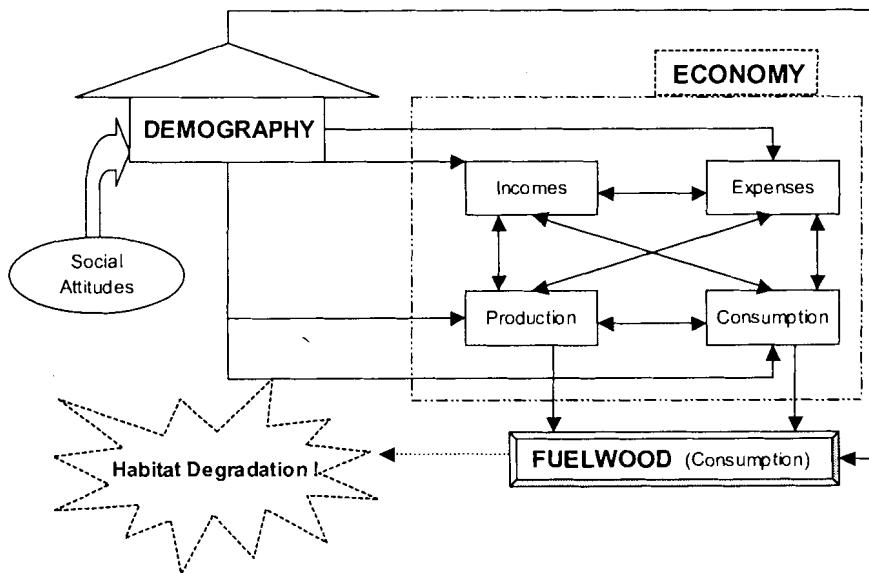 ECONOMY
DEMOGRAPHY
Incomes
Expenses
Social
Attitudes
Production
Consumption
Habitat Degradation !
FUELWOOD (Consumption)